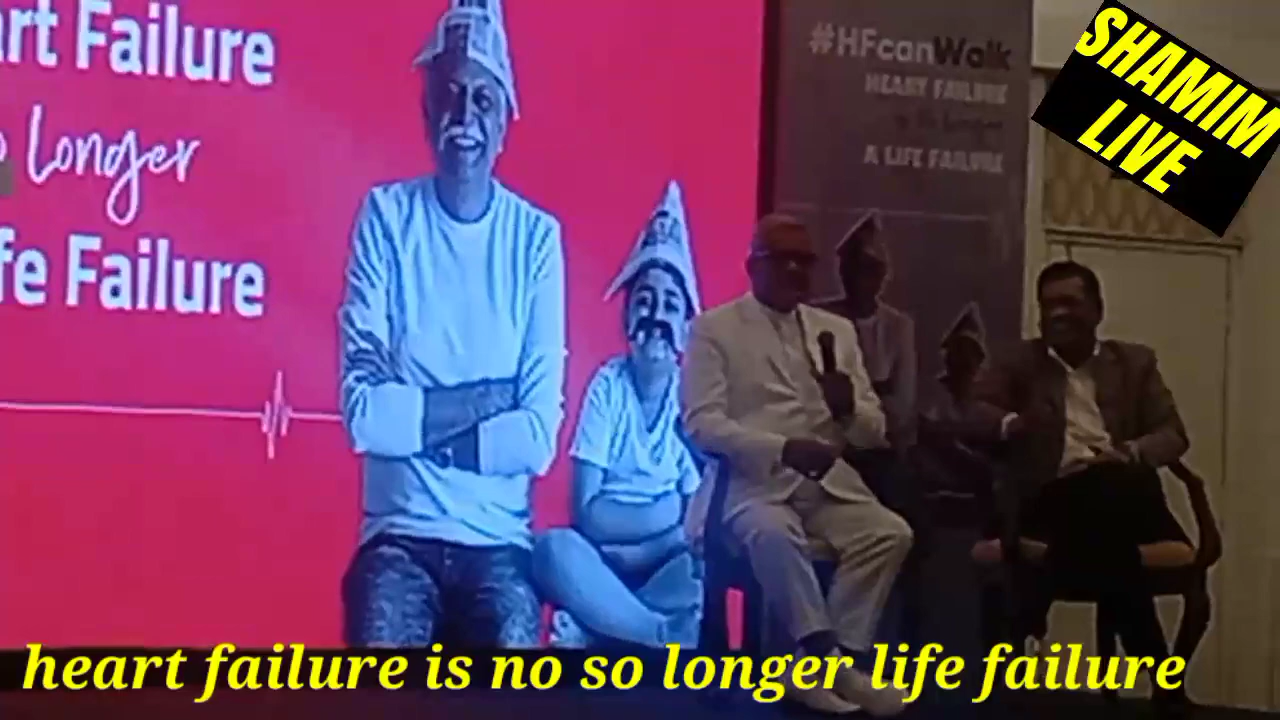 rt Failure
longer
fe Failure
#HFcanWalk
HEART FAILURE
A LIFE FAILURE
SHAMIM
LIVE
heart failure is no so longer life failure